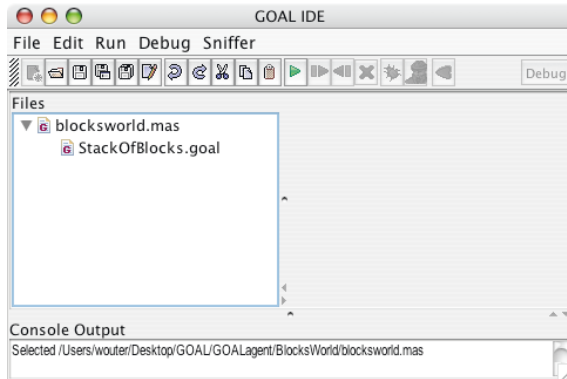 GOAL IDE
File Edit Run Debug Sniffer
Debug
Files
blocksworld.mas
StackOfBlocks.goal
Console Output
Selected /Users/wouter/Desktop/GOAL/GOALagent/BlocksWorld/blocksworld.mas